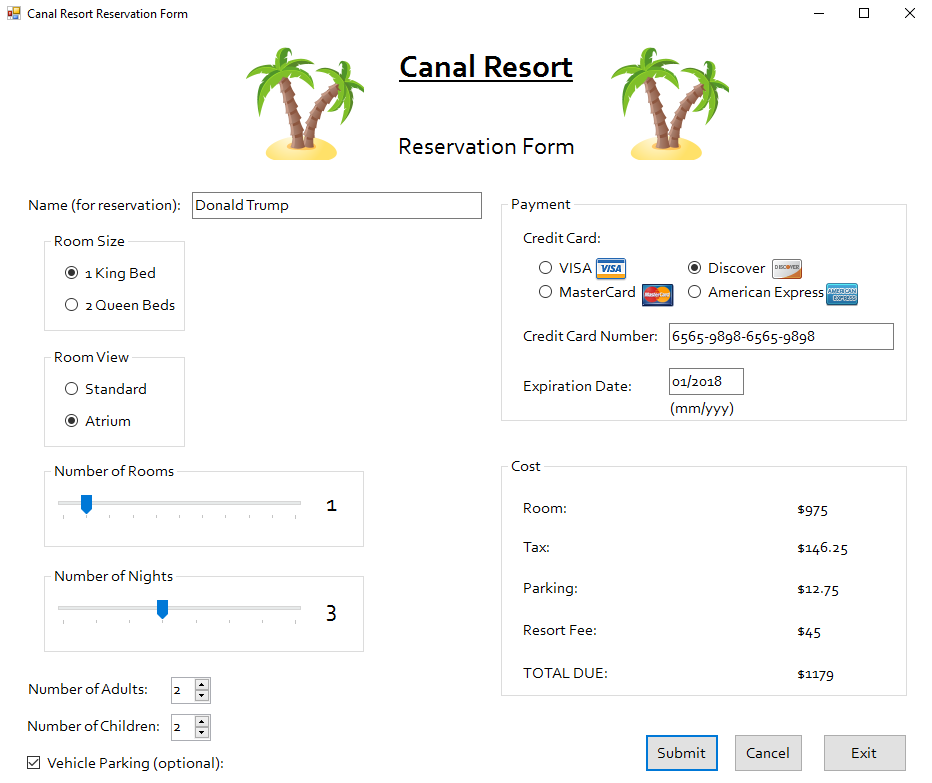 Canal Resort Reservation Form
Canal Resort
Reservation Form
Name (for reservation): Donald Trump
Room Size
1 King Bed
2 Queen Beds
Room View
Standard
Atrium
Number of Rooms
1
Number of Nights
3
Number of Adults: 2
Number of Children: 2
Vehicle Parking (optional):
Payment
Credit Card:
VISA VISA Discover DISCOVER
MasterCard MasterCard American Express AMERICAN EXPRESS
Credit Card Number: 6565-9898-6565-9898
Expiration Date: 01/2018
(mm/yyy)
Cost
Room: $975
Tax: $146.25
Parking: $12.75
Resort Fee: $45
TOTAL DUE: $1179
Submit Cancel Exit